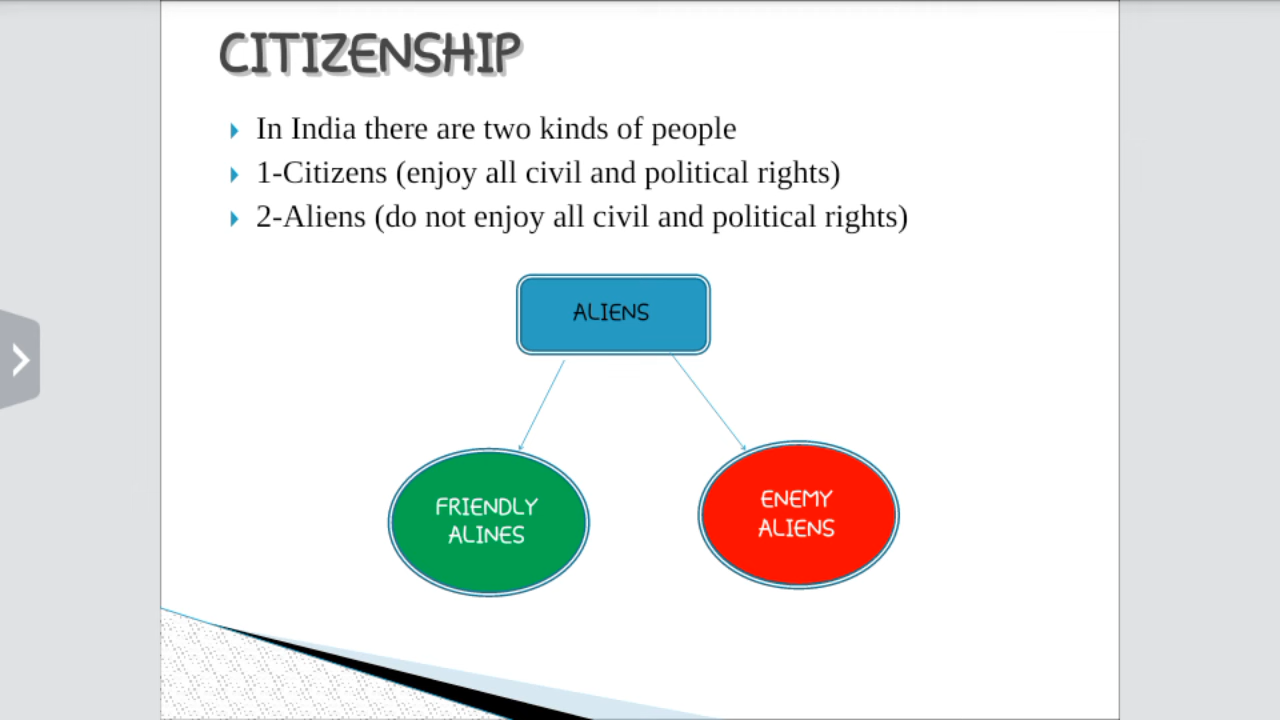 CITIZENSHIP
In India there are two kinds of people
1-Citizens (enjoy all civil and political rights)
2-Aliens (do not enjoy all civil and political rights)
ALIENS
FRIENDLY
ALINES
ENEMY
ALIENS